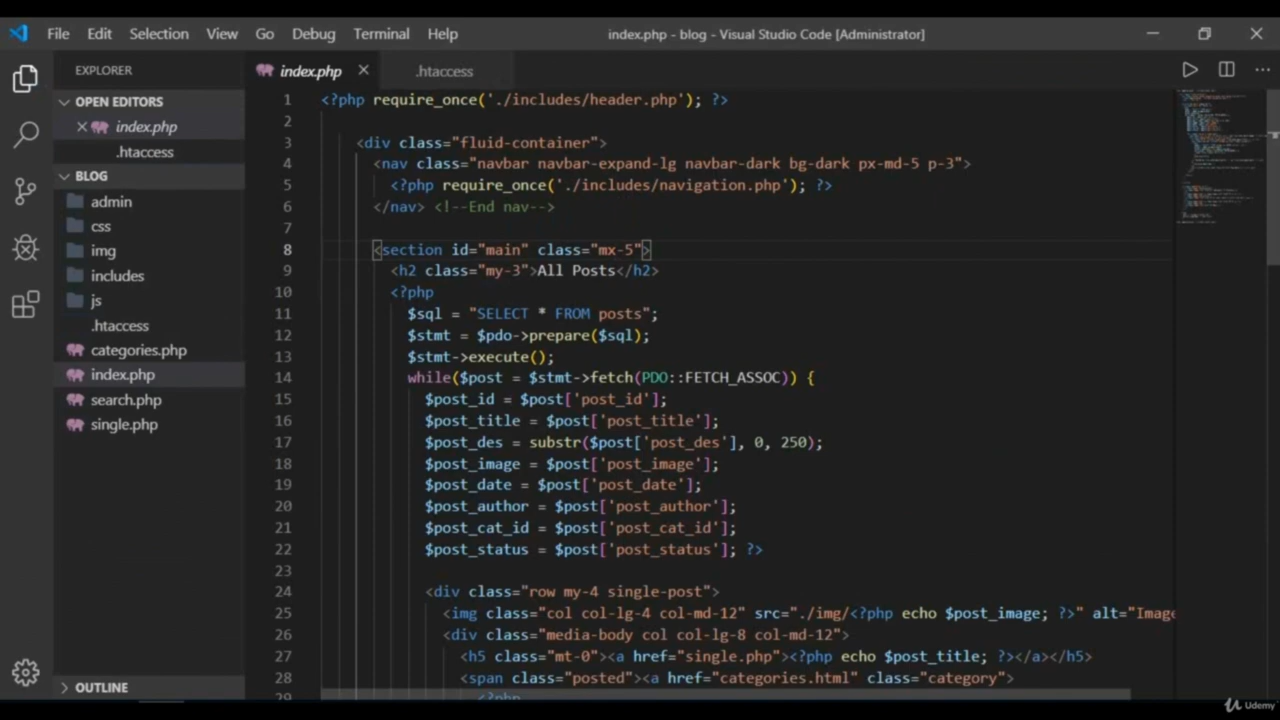 File Edit Selection View Go Debug Terminal Help index.php - blog - Visual Studio Code [Administrator]
EXPLORER
OPEN EDITORS
index.php
.htaccess
BLOG
admin
css
img
includes
js
.htaccess
categories.php
index.php
search.php
single.php
OUTLINE
index.php .htaccess
1 <?php require_once('./includes/header.php'); ?>
2
3 <div class="fluid-container">
4 <nav class="navbar navbar-expand-lg navbar-dark bg-dark px-md-5 p-3">
5 <?php require_once('./includes/navigation.php'); ?>
6 </nav> <!--End nav-->
7
8 <section id="main" class="mx-5">
9 <h2 class="my-3">All Posts</h2>
10 <?php
11 $sql = "SELECT * FROM posts";
12 $stmt = $pdo->prepare($sql);
13 $stmt->execute();
14 while($post = $stmt->fetch(PDO::FETCH_ASSOC)) {
15 $post_id = $post['post_id'];
16 $post_title = $post['post_title'];
17 $post_des = substr($post['post_des'], 0, 250);
18 $post_image = $post['post_image'];
19 $post_date = $post['post_date'];
20 $post_author = $post['post_author'];
21 $post_cat_id = $post['post_cat_id'];
22 $post_status = $post['post_status']; ?>
23
24 <div class="row my-4 single-post">
25 <img class="col col-lg-4 col-md-12" src="./img/<?php echo $post_image; ?>" alt="Image
26 <div class="media-body col col-lg-8 col-md-12">
27 <h5 class="mt-0"><a href="single.php"><?php echo $post_title; ?></a></h5>
28 <span class="posted"><a href="categories.html" class="category">
29 <?php
Udemy